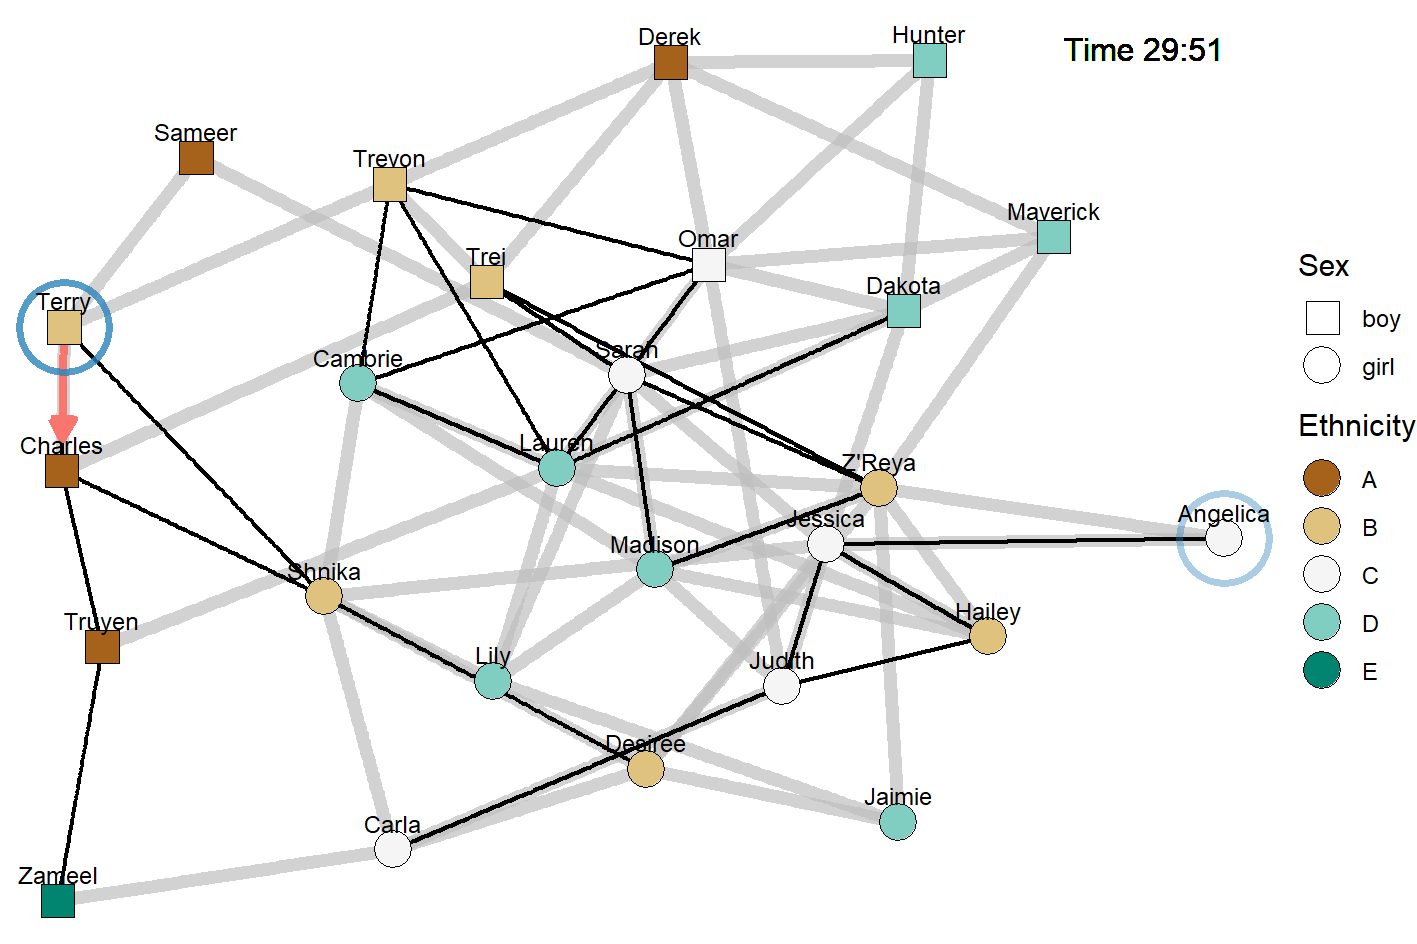 Derek
Hunter
Time 29:51
Sameer
Trevon
Maverick
Omar
Trei
Dakota
Terry
Sarah
Cambrie
Charles
Lauren
Z'Reya
Angelica
Jessica
Madison
Shnika
Hailey
Truyen
Lily
Judith
Desiree
Jaimie
Carla
Zameel
Sex
boy
girl
Ethnicity
A
B
C
D
E